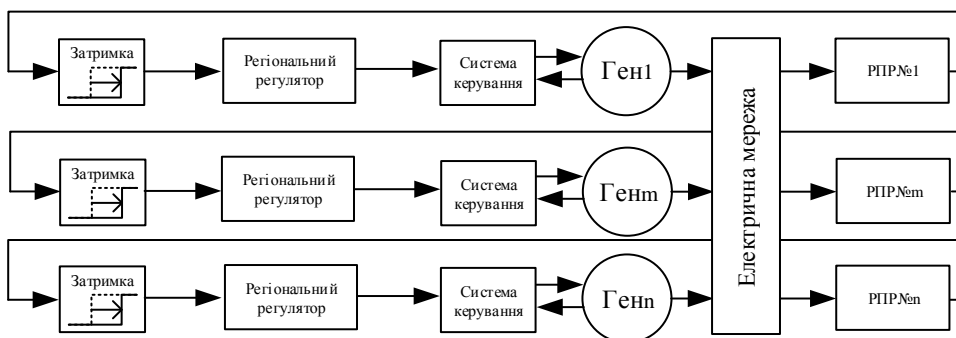 Затримка
Регіональний
регулятор
Система
керування
Ген1
РПР№1
Затримка
Регіональний
регулятор
Система
керування
Генm
РПР№m
Затримка
Регіональний
регулятор
Система
керування
Генn
РПР№n
Електрична мережа